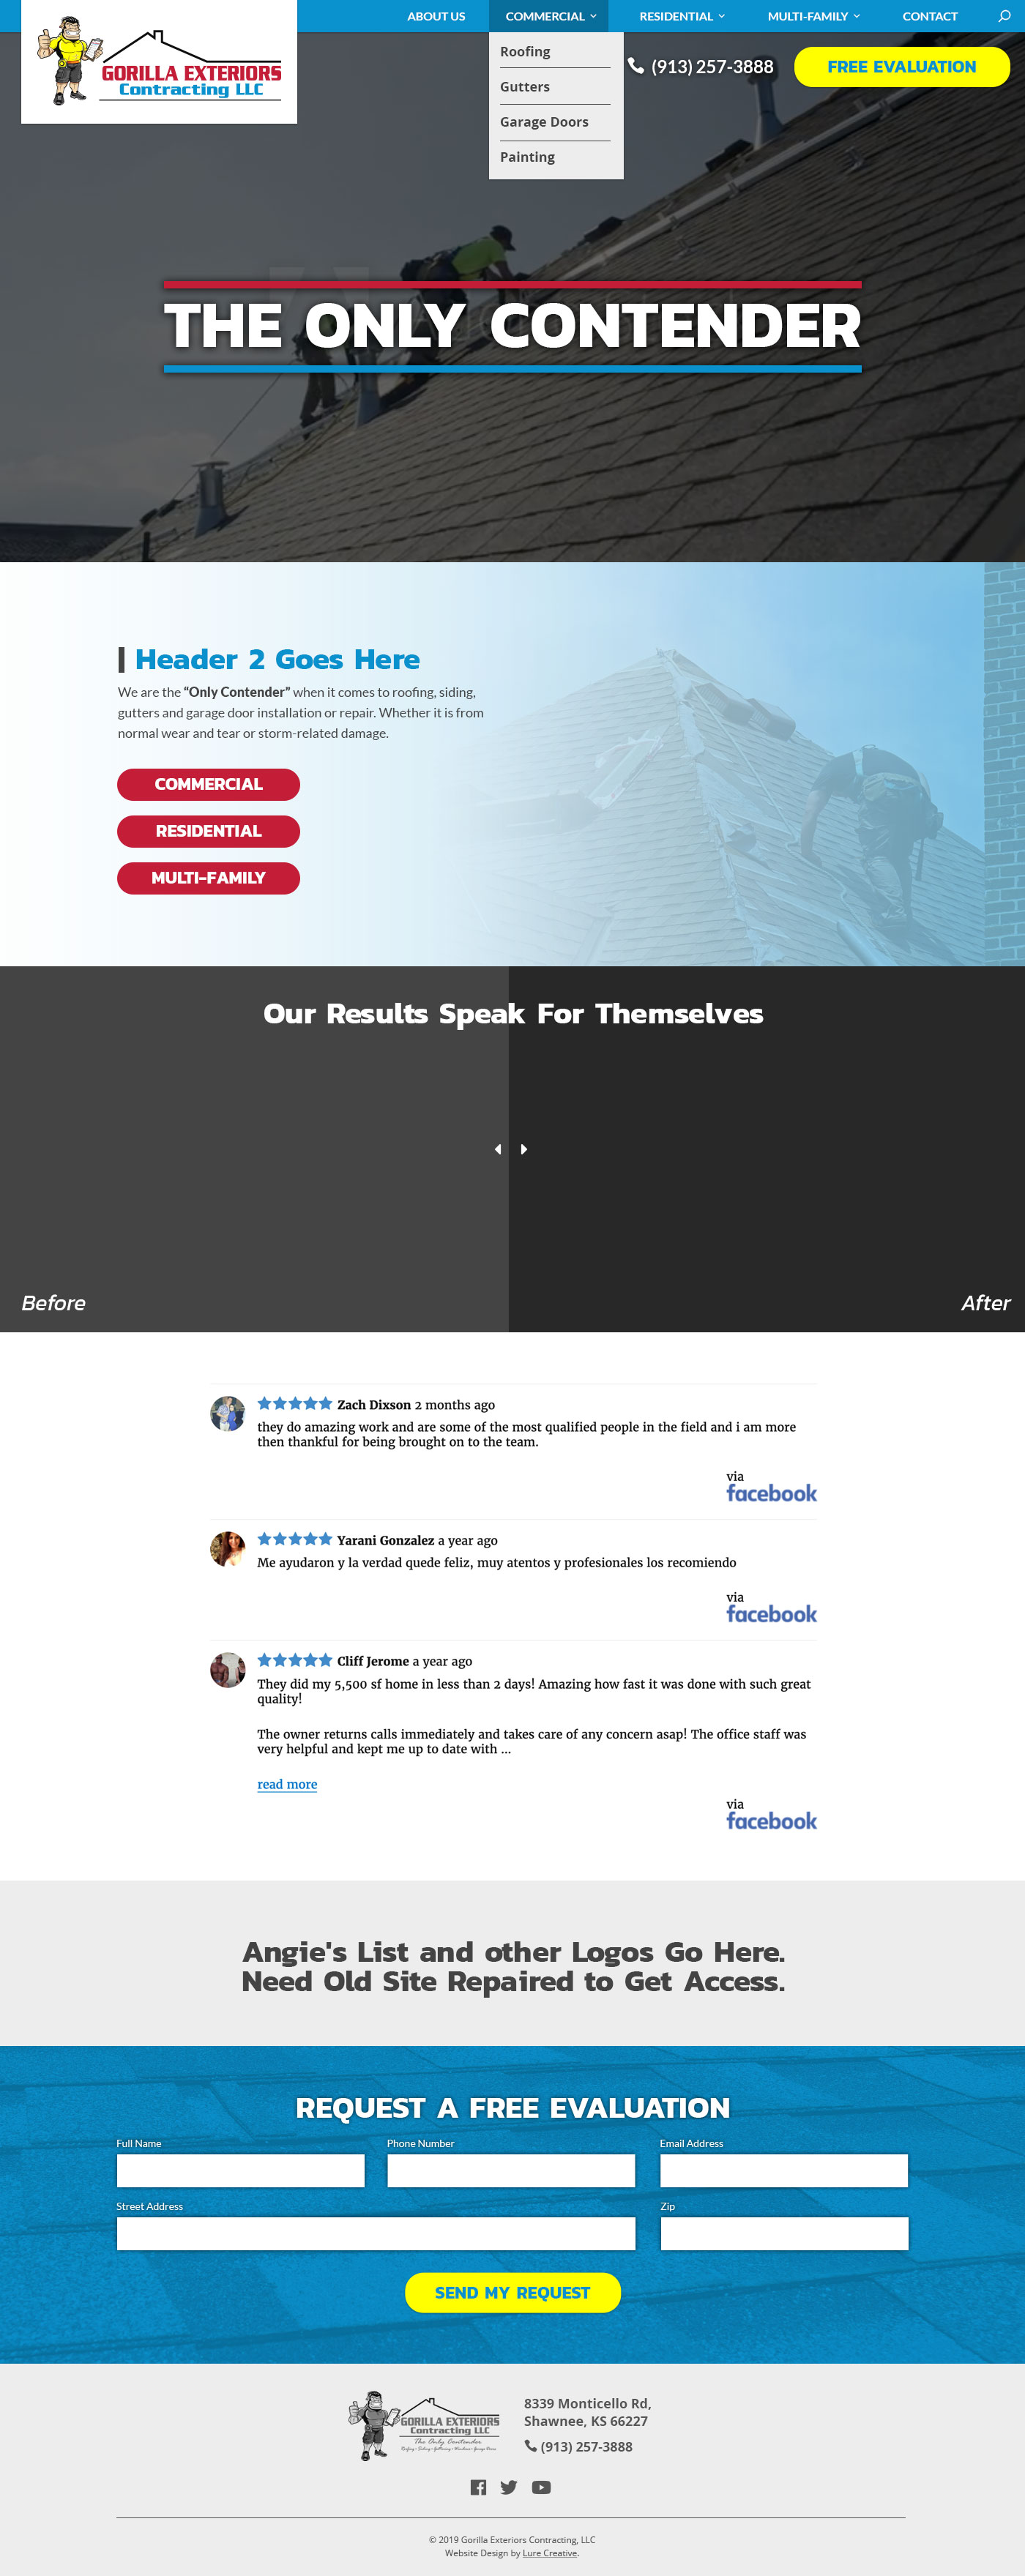 ABOUT US
COMMERCIAL
RESIDENTIAL
MULTI-FAMILY
CONTACT
GORILLA EXTERIORS
Contracting LLC
Roofing
Gutters
Garage Doors
Painting
(913) 257-3888
FREE EVALUATION
THE ONLY CONTENDER
Header 2 Goes Here
We are the “Only Contender” when it comes to roofing, siding,
gutters and garage door installation or repair. Whether it is from
normal wear and tear or storm-related damage.
COMMERCIAL
RESIDENTIAL
MULTI-FAMILY
Our Results Speak For Themselves
Before
After
Zach Dixson 2 months ago
they do amazing work and are some of the most qualified people in the field and i am more
then thankful for being brought on to the team.
via
facebook
Yarani Gonzalez a year ago
Me ayudaron y la verdad quede feliz, muy atentos y profesionales los recomiendo
via
facebook
Cliff Jerome a year ago
They did my 5,500 sf home in less than 2 days! Amazing how fast it was done with such great
quality!
The owner returns calls immediately and takes care of any concern asap! The office staff was
very helpful and kept me up to date with ...
read more
via
facebook
Angie's List and other Logos Go Here.
Need Old Site Repaired to Get Access.
REQUEST A FREE EVALUATION
Full Name
Phone Number
Email Address
Street Address
Zip
SEND MY REQUEST
GORILLA EXTERIORS
Contracting LLC
The Only Contender
8339 Monticello Rd,
Shawnee, KS 66227
(913) 257-3888
© 2019 Gorilla Exteriors Contracting, LLC
Website Design by Lure Creative.